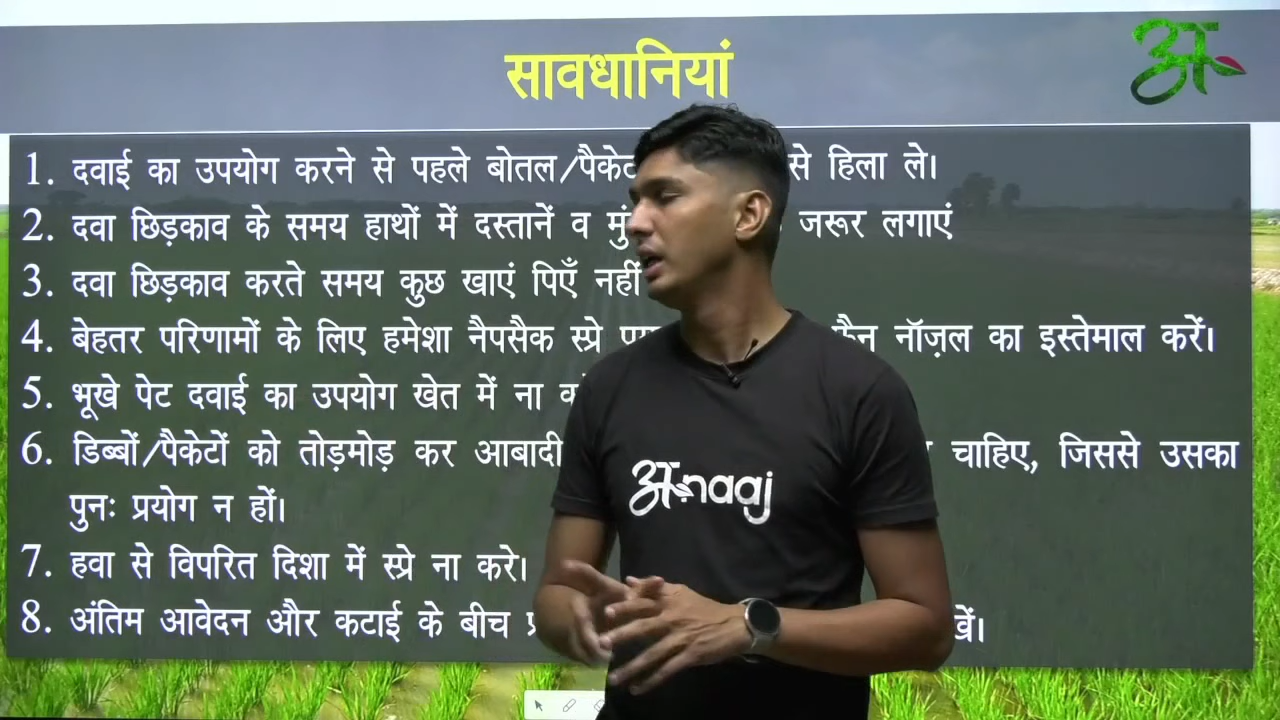 सावधानियां
अ
1. दवाई का उपयोग करने से पहले बोतल/पैकेट से हिला ले।
2. दवा छिड़काव के समय हाथों में दस्तानें व जरूर लगाएं
3. दवा छिड़काव करते समय कुछ खाएं पिएँ नहीं
4. बेहतर परिणामों के लिए हमेशा नैपसैक स्प्रे फैन नॉज़ल का इस्तेमाल करें।
5. भूखे पेट दवाई का उपयोग खेत में ना
6. डिब्बों/पैकेटों को तोड़मोड़ कर आबादी चाहिए, जिससे उसका
पुनः प्रयोग न हों।
7. हवा से विपरित दिशा में स्प्रे ना करे।
8. अंतिम आवेदन और कटाई के बीच
अnaaj